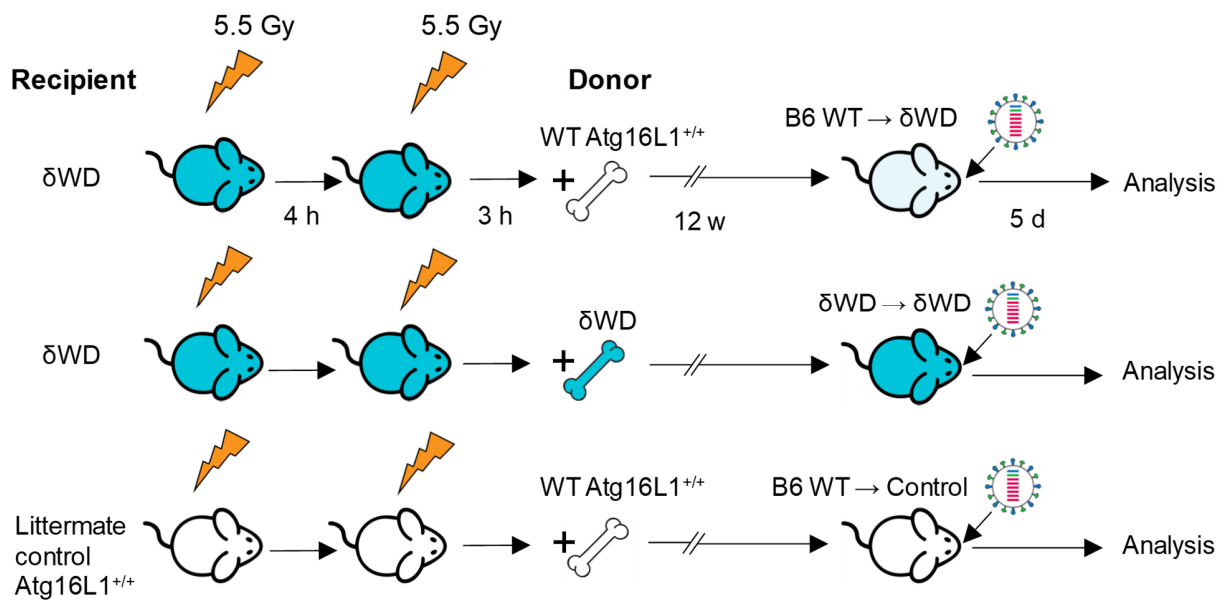 5.5 Gy 5.5 Gy
Recipient Donor
B6 WT → δWD
WT Atg16L1+/+
δWD Analysis
4 h 3 h 12 w 5 d
δWD → δWD
δWD
δWD Analysis
WT Atg16L1+/+ B6 WT → Control
Littermate
control
Atg16L1+/+
Analysis